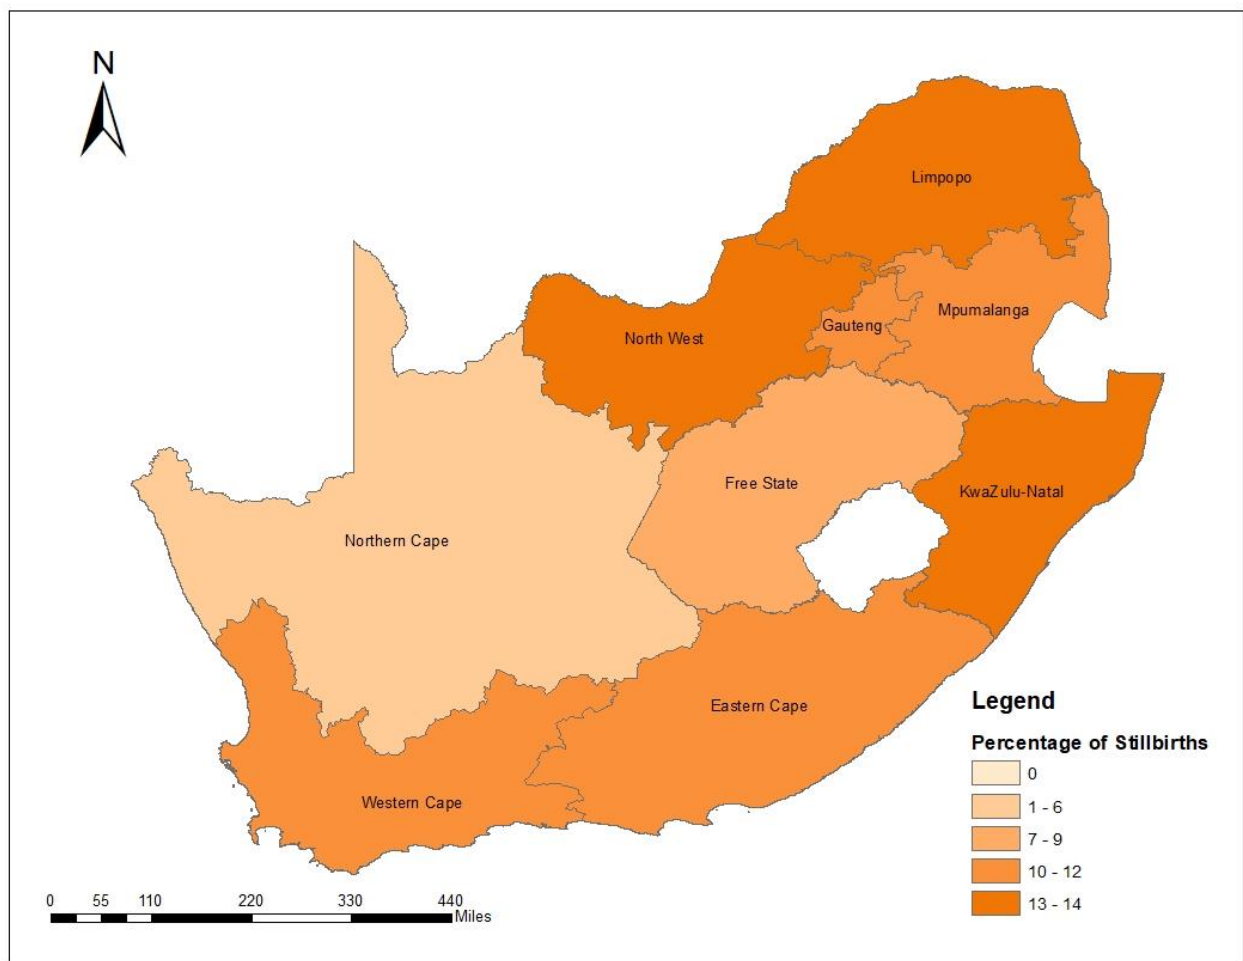 N
Limpopo
Mpumalanga
Gauteng
North West
Free State
KwaZulu-Natal
Northern Cape
Eastern Cape
Western Cape
Legend
Percentage of Stillbirths
0
1 - 6
7 - 9
10 - 12
13 - 14
0 55 110 220 330 440
Miles